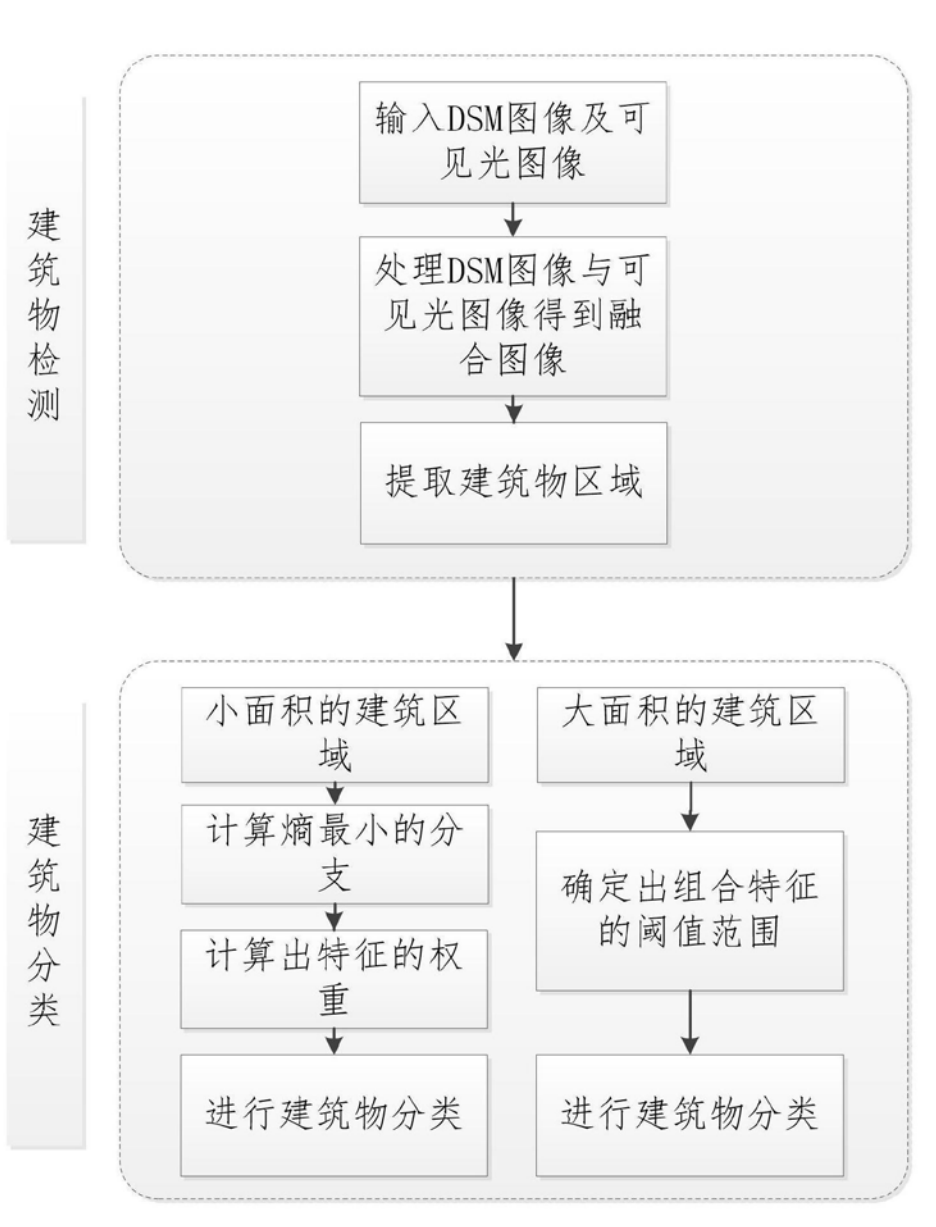 建筑物检测
输入DSM图像及可
见光图像
处理DSM图像与可
见光图像得到融
合图像
提取建筑物区域
建筑物分类
小面积的建筑区
域
计算熵最小的分
支
计算出特征的权
重
进行建筑物分类
大面积的建筑区
域
确定出组合特征
的阈值范围
进行建筑物分类